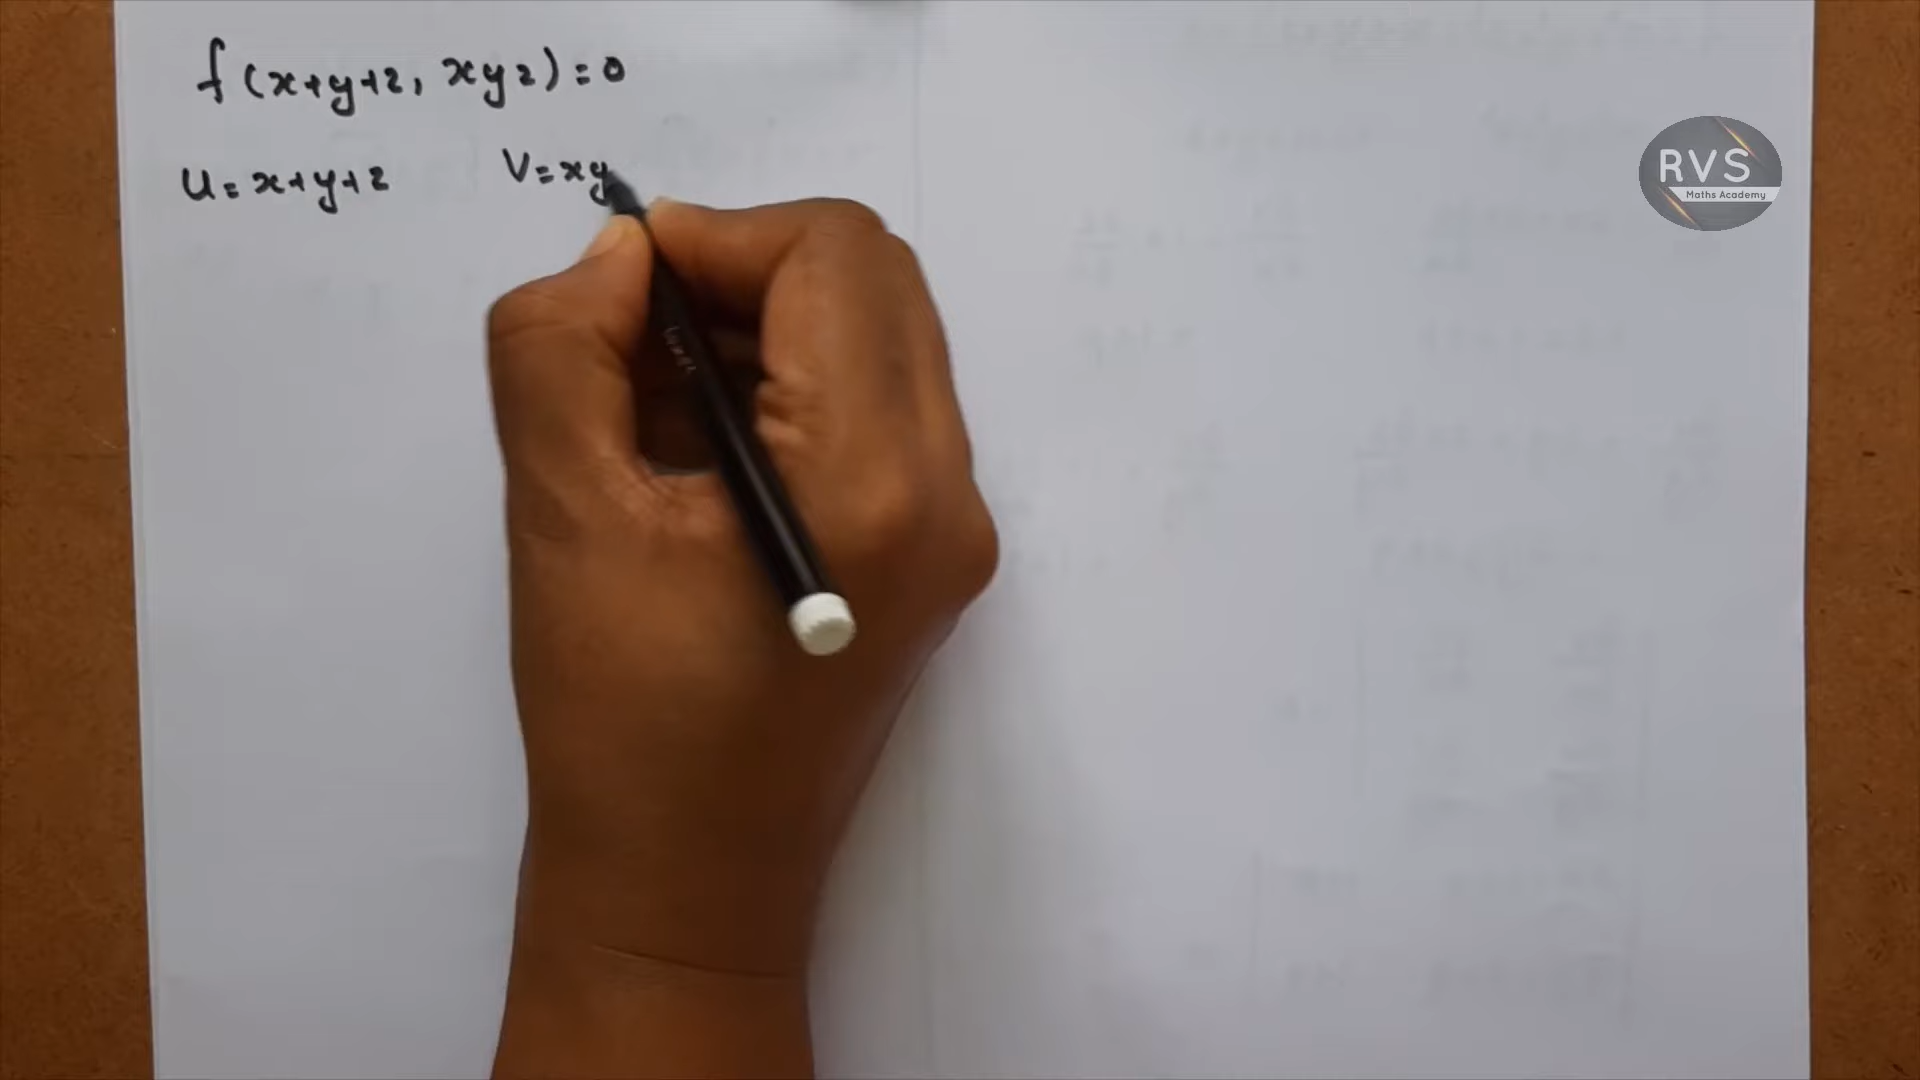 f(x+y+z, xyz)=0
u=x+y+z V=xy
RVS
Maths Academy